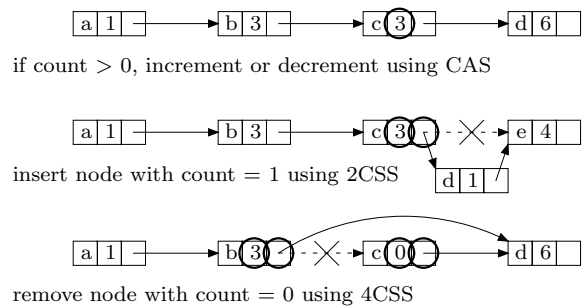 a 1 b 3 c 3 d 6
if count > 0, increment or decrement using CAS
a 1 b 3 c 3 e 4
insert node with count = 1 using 2CSS d 1
a 1 b 3 c 0 d 6
remove node with count = 0 using 4CSS